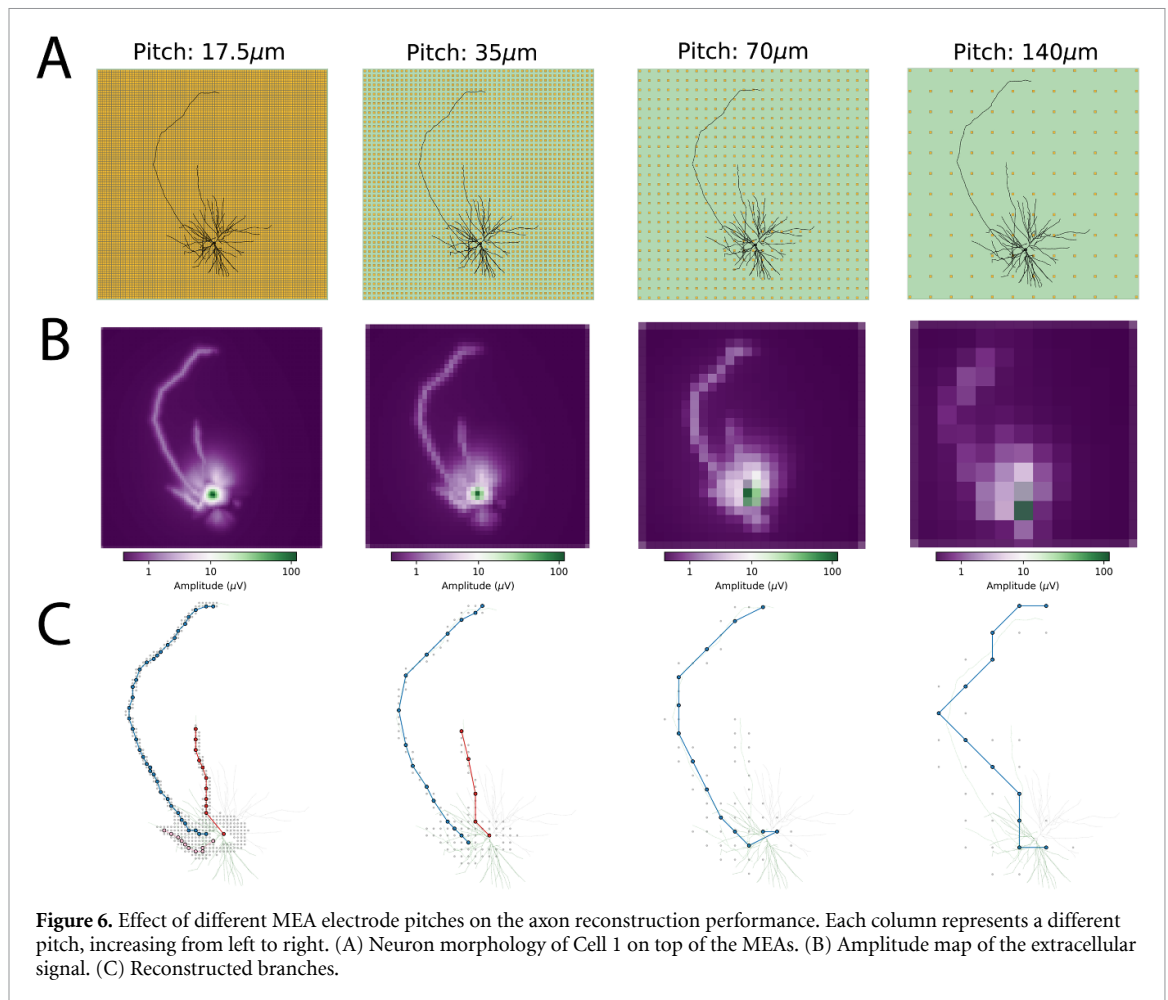 A
Pitch: 17.5μm
Pitch: 35μm
Pitch: 70μm
Pitch: 140μm
B
1 10 100
Amplitude (μV)
1 10 100
Amplitude (μV)
1 10 100
Amplitude (μV)
1 10 100
Amplitude (μV)
C
Figure 6. Effect of different MEA electrode pitches on the axon reconstruction performance. Each column represents a different
pitch, increasing from left to right. (A) Neuron morphology of Cell 1 on top of the MEAs. (B) Amplitude map of the extracellular
signal. (C) Reconstructed branches.